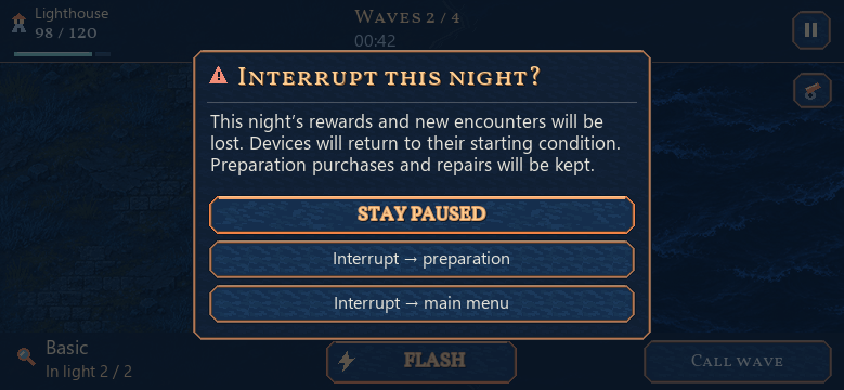 Lighthouse
98 / 120
Waves 2 / 4
00:42
Interrupt this night?
This night's rewards and new encounters will be
lost. Devices will return to their starting condition.
Preparation purchases and repairs will be kept.
STAY PAUSED
Interrupt → preparation
Interrupt → main menu
Basic
In light 2 / 2
FLASH
Call wave